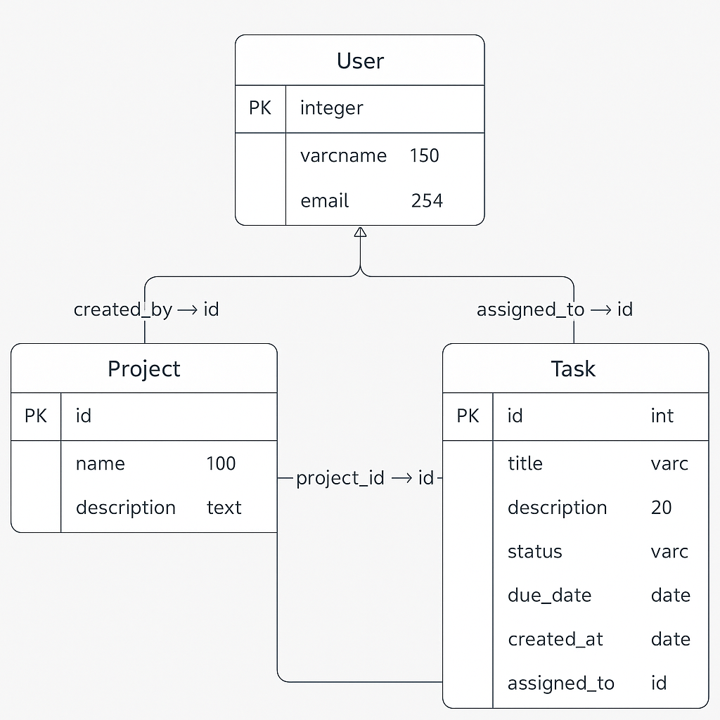 User
PK integer
varcname 150
email 254
created_by → id
assigned_to → id
Project
PK id
name 100
description text
project_id → id
Task
PK id int
title varc
description 20
status varc
due_date date
created_at date
assigned_to id